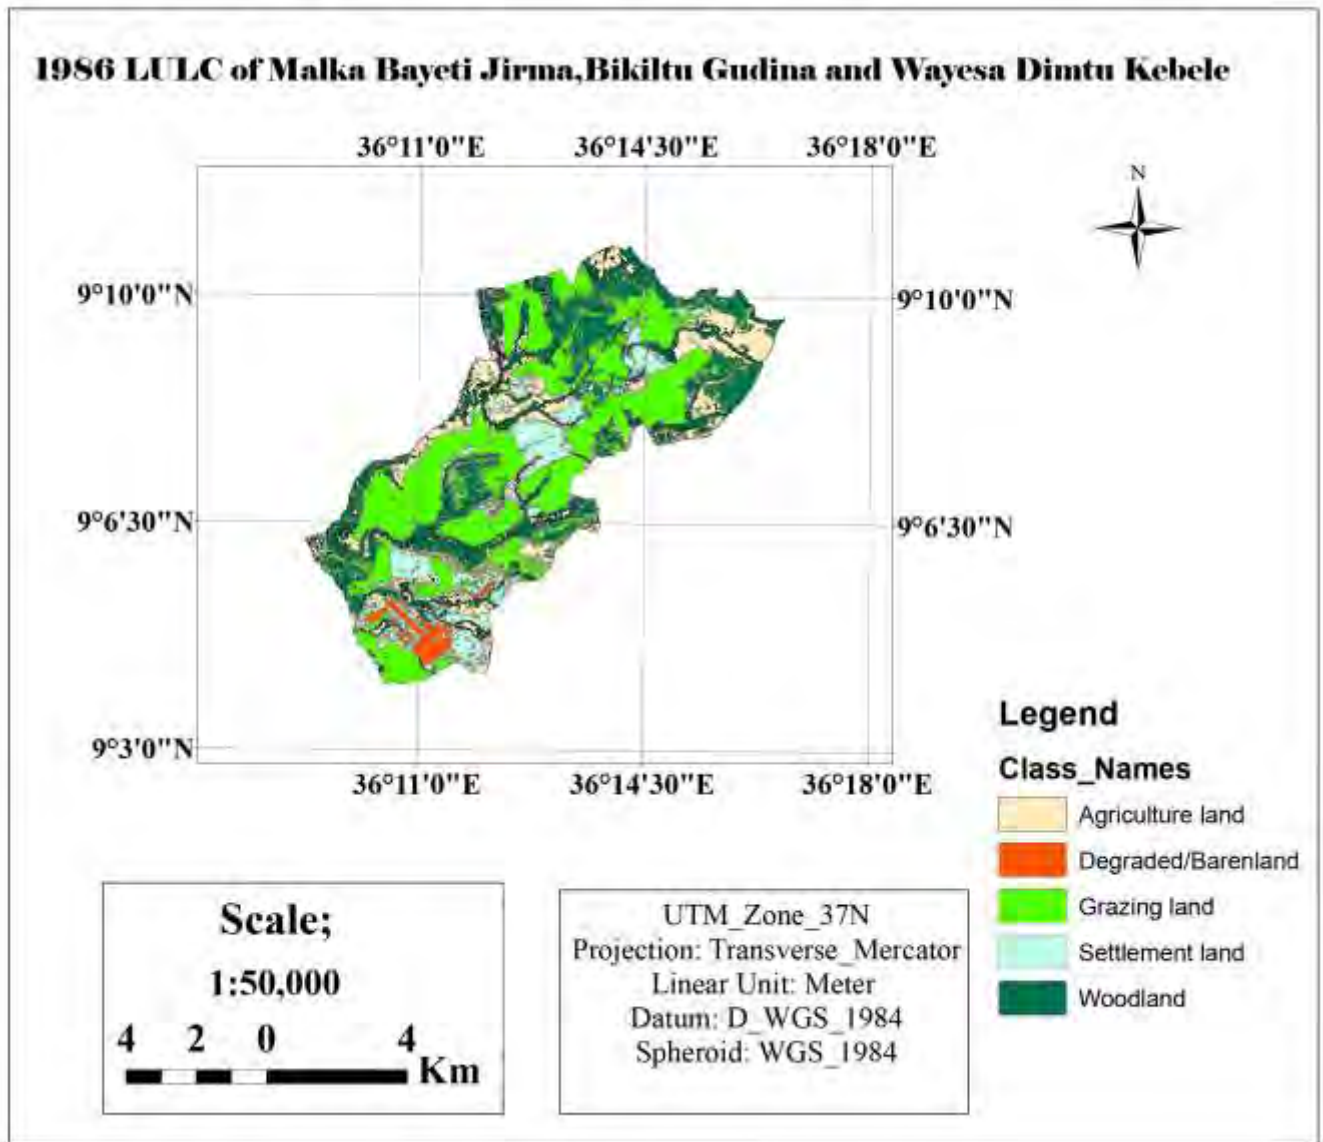 1986 LULC of Malka Bayeti Jirma,Bikiltu Gudina and Wayesa Dimtu Kebele
36°11'0"E 36°14'30"E 36°18'0"E
N
9°10'0"N 9°10'0"N
9°6'30"N 9°6'30"N
9°3'0"N
36°11'0"E 36°14'30"E 36°18'0"E
Legend
Class_Names
Agriculture land
Degraded/Barenland
Grazing land
Settlement land
Woodland
Scale;
1:50,000
4 2 0 4
Km
UTM_Zone_37N
Projection: Transverse_Mercator
Linear Unit: Meter
Datum: D_WGS_1984
Spheroid: WGS_1984